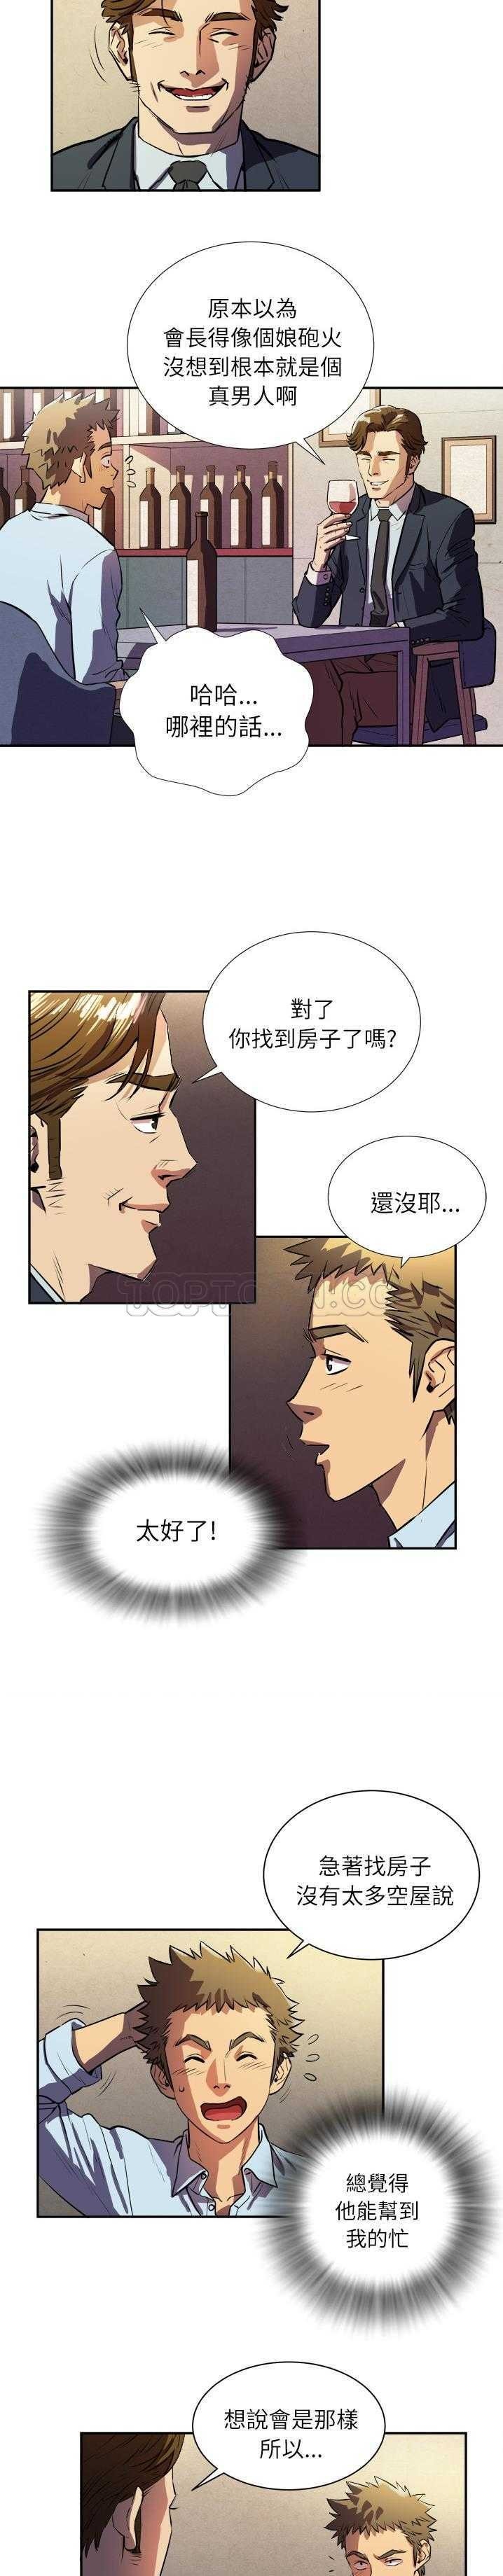 原本以為
會長得像個娘砲火
沒想到根本就是個
真男人啊
哈哈...
哪裡的話...
對了
你找到房子了嗎?
還沒耶...
TOPTOON.CC
太好了!
急著找房子
沒有太多空屋說
總覺得
他能幫到
我的忙
想說會是那樣
所以...